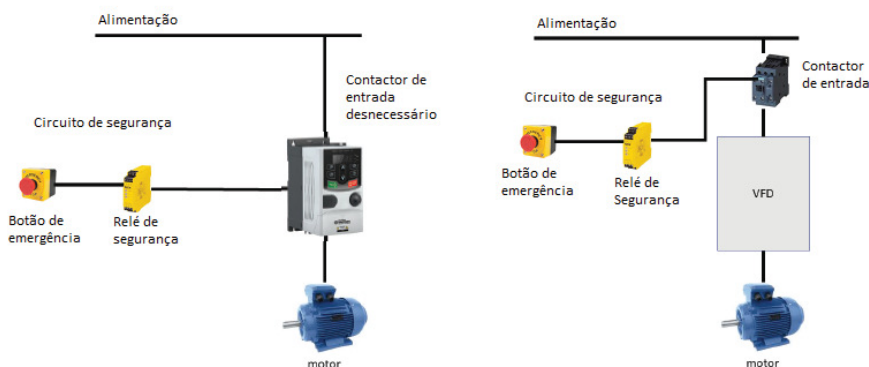 Alimentação
Contactor de
entrada
desnecessário
Circuito de segurança
Botão de
emergência
Relé de
segurança
motor
Alimentação
Contactor
de entrada
Circuito de segurança
Botão de
emergência
Relé de
Segurança
VFD
motor